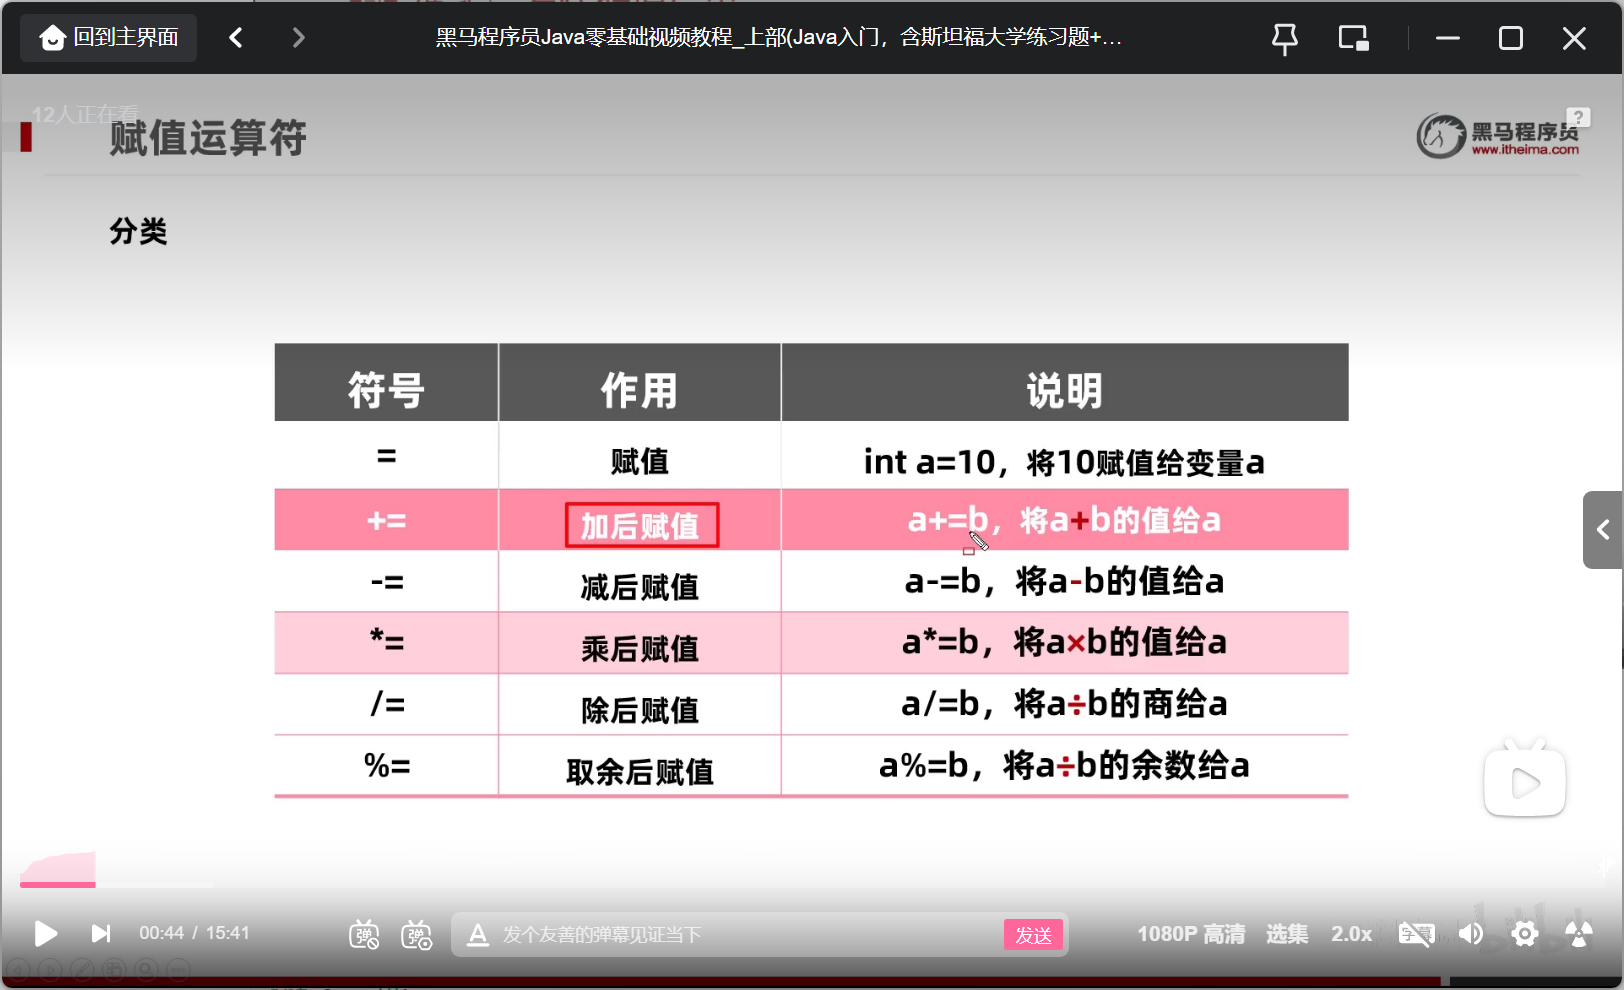 回到主界面
黑马程序员Java零基础视频教程_上部(Java入门，含斯坦福大学练习题+...
12人正在看
赋值运算符
?
黑马程序员
www.itheima.com
分类
符号 作用 说明
= 赋值 int a=10，将10赋值给变量a
+= 加后赋值 a+=b，将a+b的值给a
-= 减后赋值 a-=b，将a-b的值给a
*= 乘后赋值 a*=b，将a×b的值给a
/= 除后赋值 a/=b，将a÷b的商给a
%= 取余后赋值 a%=b，将a÷b的余数给a
00:44 / 15:41
弹 弹
A 发个友善的弹幕见证当下
发送
1080P 高清 选集 2.0x
字幕
bilibili